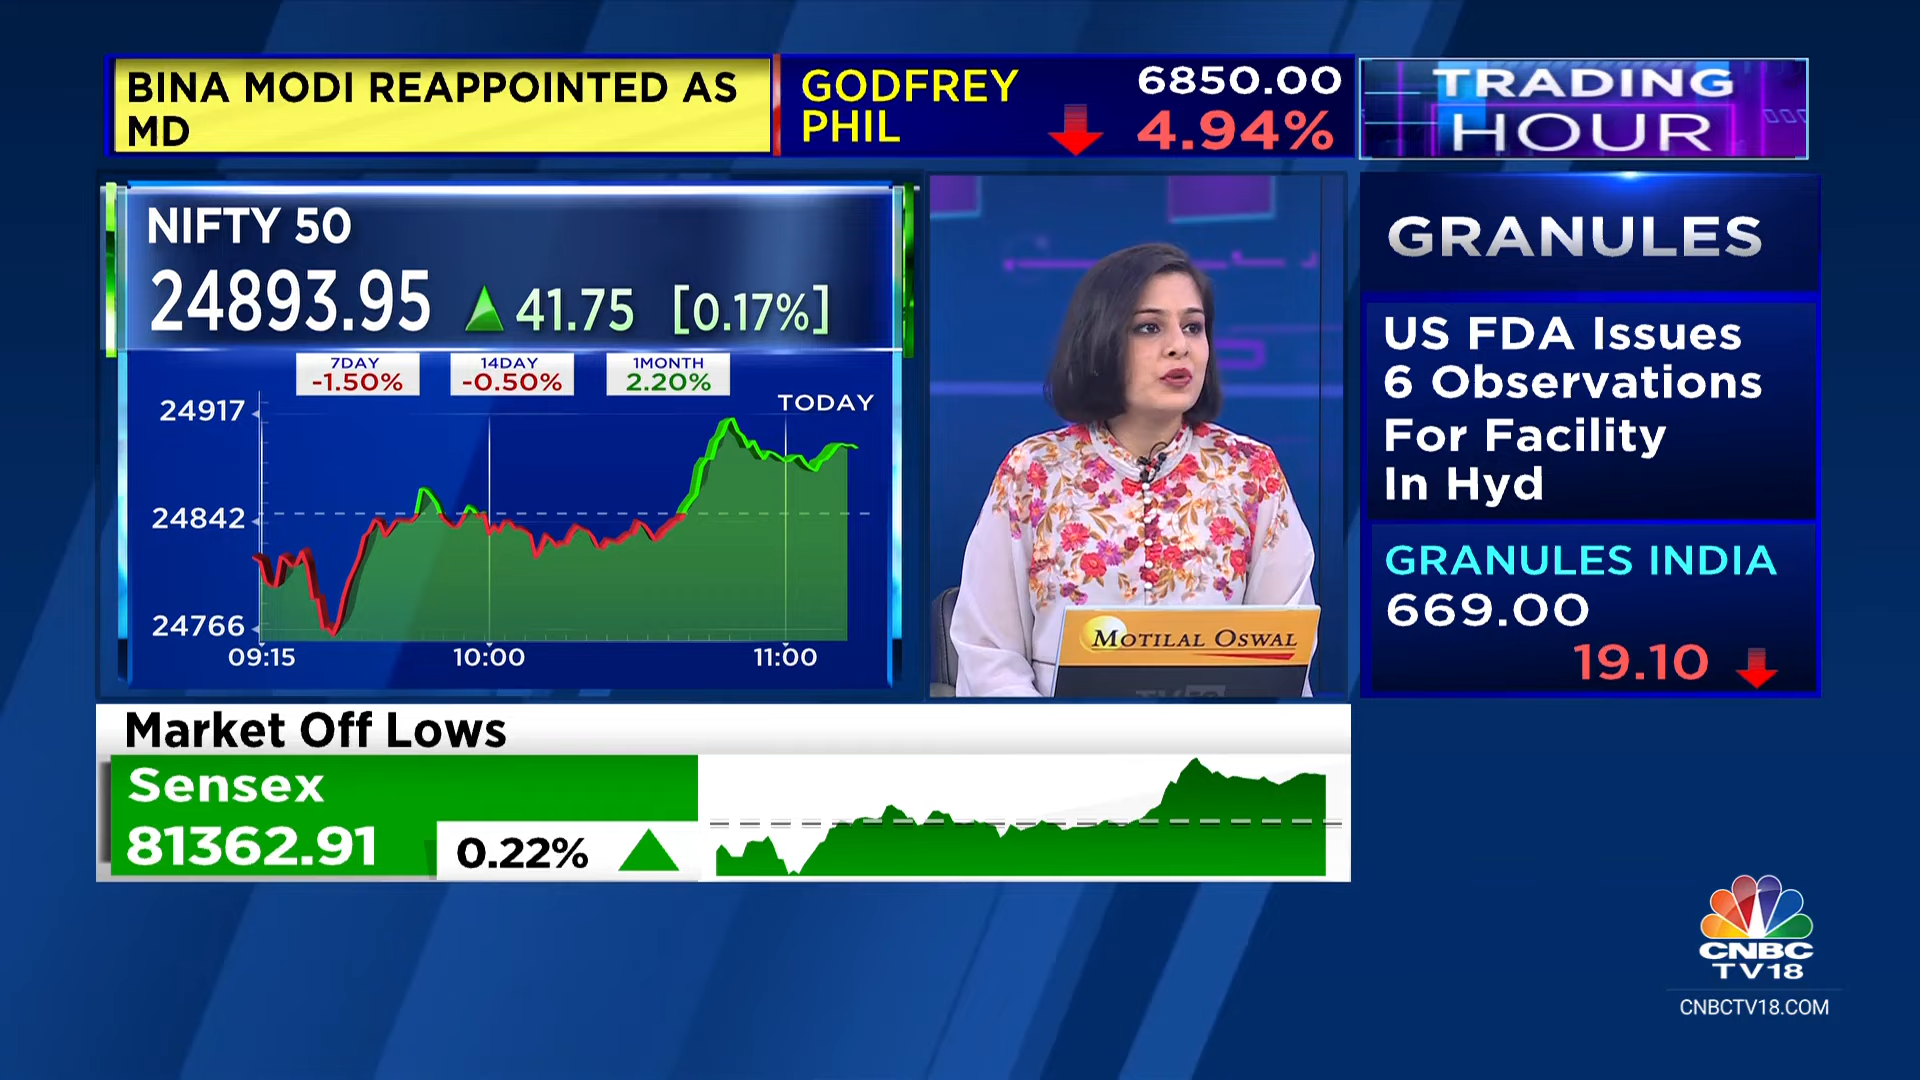 BINA MODI REAPPOINTED AS
MD
GODFREY
PHIL
6850.00
4.94%
TRADING
HOUR
NIFTY 50
24893.95 41.75 [0.17%]
7DAY
-1.50%
14DAY
-0.50%
1MONTH
2.20%
TODAY
24917
24842
24766
09:15 10:00 11:00
MOTILAL OSWAL
TV18
GRANULES
US FDA Issues
6 Observations
For Facility
In Hyd
GRANULES INDIA
669.00
19.10
Market Off Lows
Sensex
81362.91
0.22%
CNBC
TV18
CNBCTV18.COM